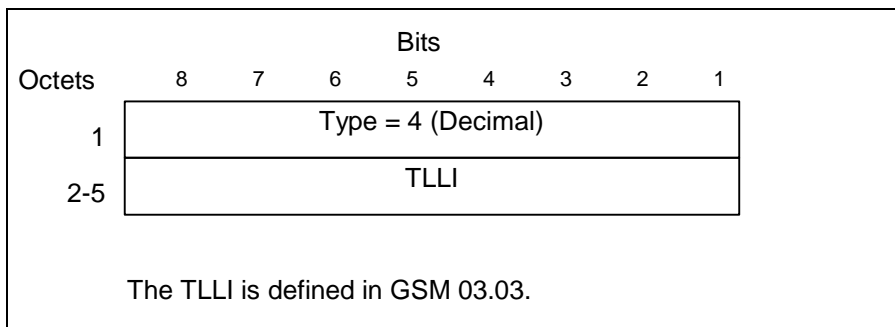 Bits
Octets 8 7 6 5 4 3 2 1
1 Type = 4 (Decimal)
2-5 TLLI
The TLLI is defined in GSM 03.03.